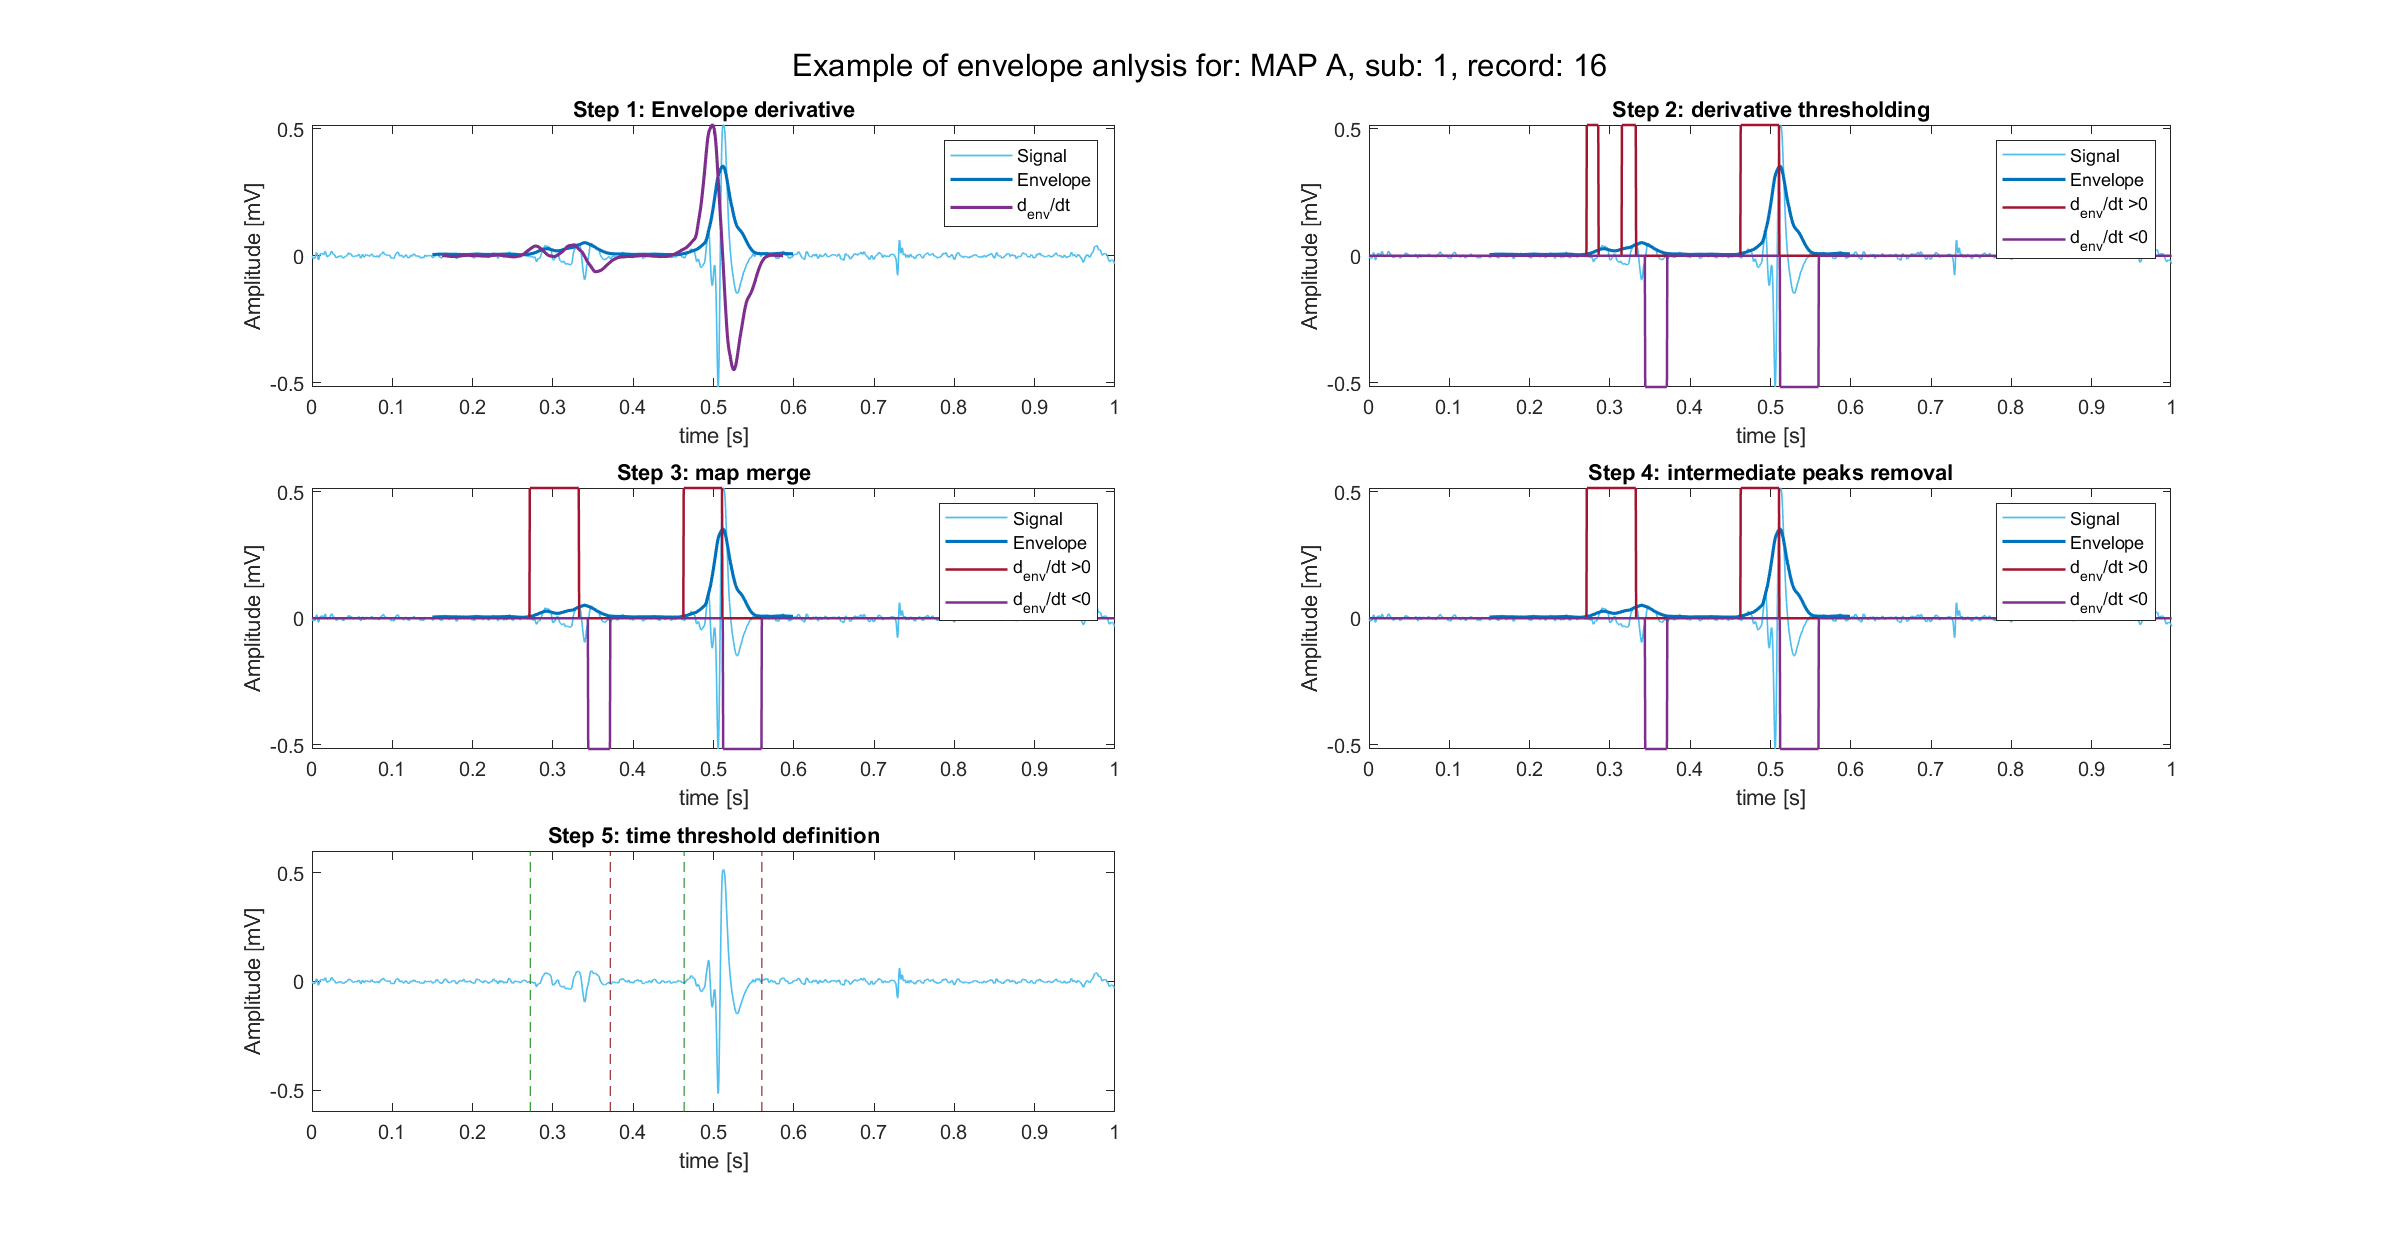 Example of envelope anlysis for: MAP A, sub: 1, record: 16
Step 1: Envelope derivative
Amplitude [mV]
0.5
0
-0.5
Signal
Envelope
d_env/dt
0 0.1 0.2 0.3 0.4 0.5 0.6 0.7 0.8 0.9 1
time [s]
Step 2: derivative thresholding
Amplitude [mV]
0.5
0
-0.5
Signal
Envelope
d_env/dt >0
d_env/dt <0
0 0.1 0.2 0.3 0.4 0.5 0.6 0.7 0.8 0.9 1
time [s]
Step 3: map merge
Amplitude [mV]
0.5
0
-0.5
Signal
Envelope
d_env/dt >0
d_env/dt <0
0 0.1 0.2 0.3 0.4 0.5 0.6 0.7 0.8 0.9 1
time [s]
Step 4: intermediate peaks removal
Amplitude [mV]
0.5
0
-0.5
Signal
Envelope
d_env/dt >0
d_env/dt <0
0 0.1 0.2 0.3 0.4 0.5 0.6 0.7 0.8 0.9 1
time [s]
Step 5: time threshold definition
Amplitude [mV]
0.5
0
-0.5
0 0.1 0.2 0.3 0.4 0.5 0.6 0.7 0.8 0.9 1
time [s]